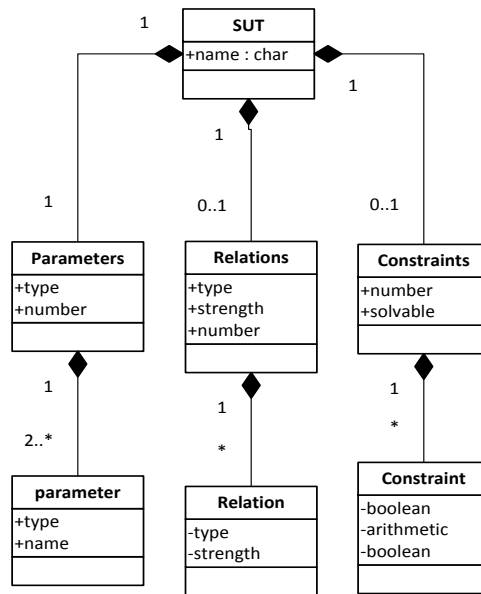 SUT
+name : char
1
1
1
1
0..1
0..1
Parameters
+type
+number
Relations
+type
+strength
+number
Constraints
+number
+solvable
1
1
1
2..*
*
*
parameter
+type
+name
Relation
-type
-strength
Constraint
-boolean
-arithmetic
-boolean